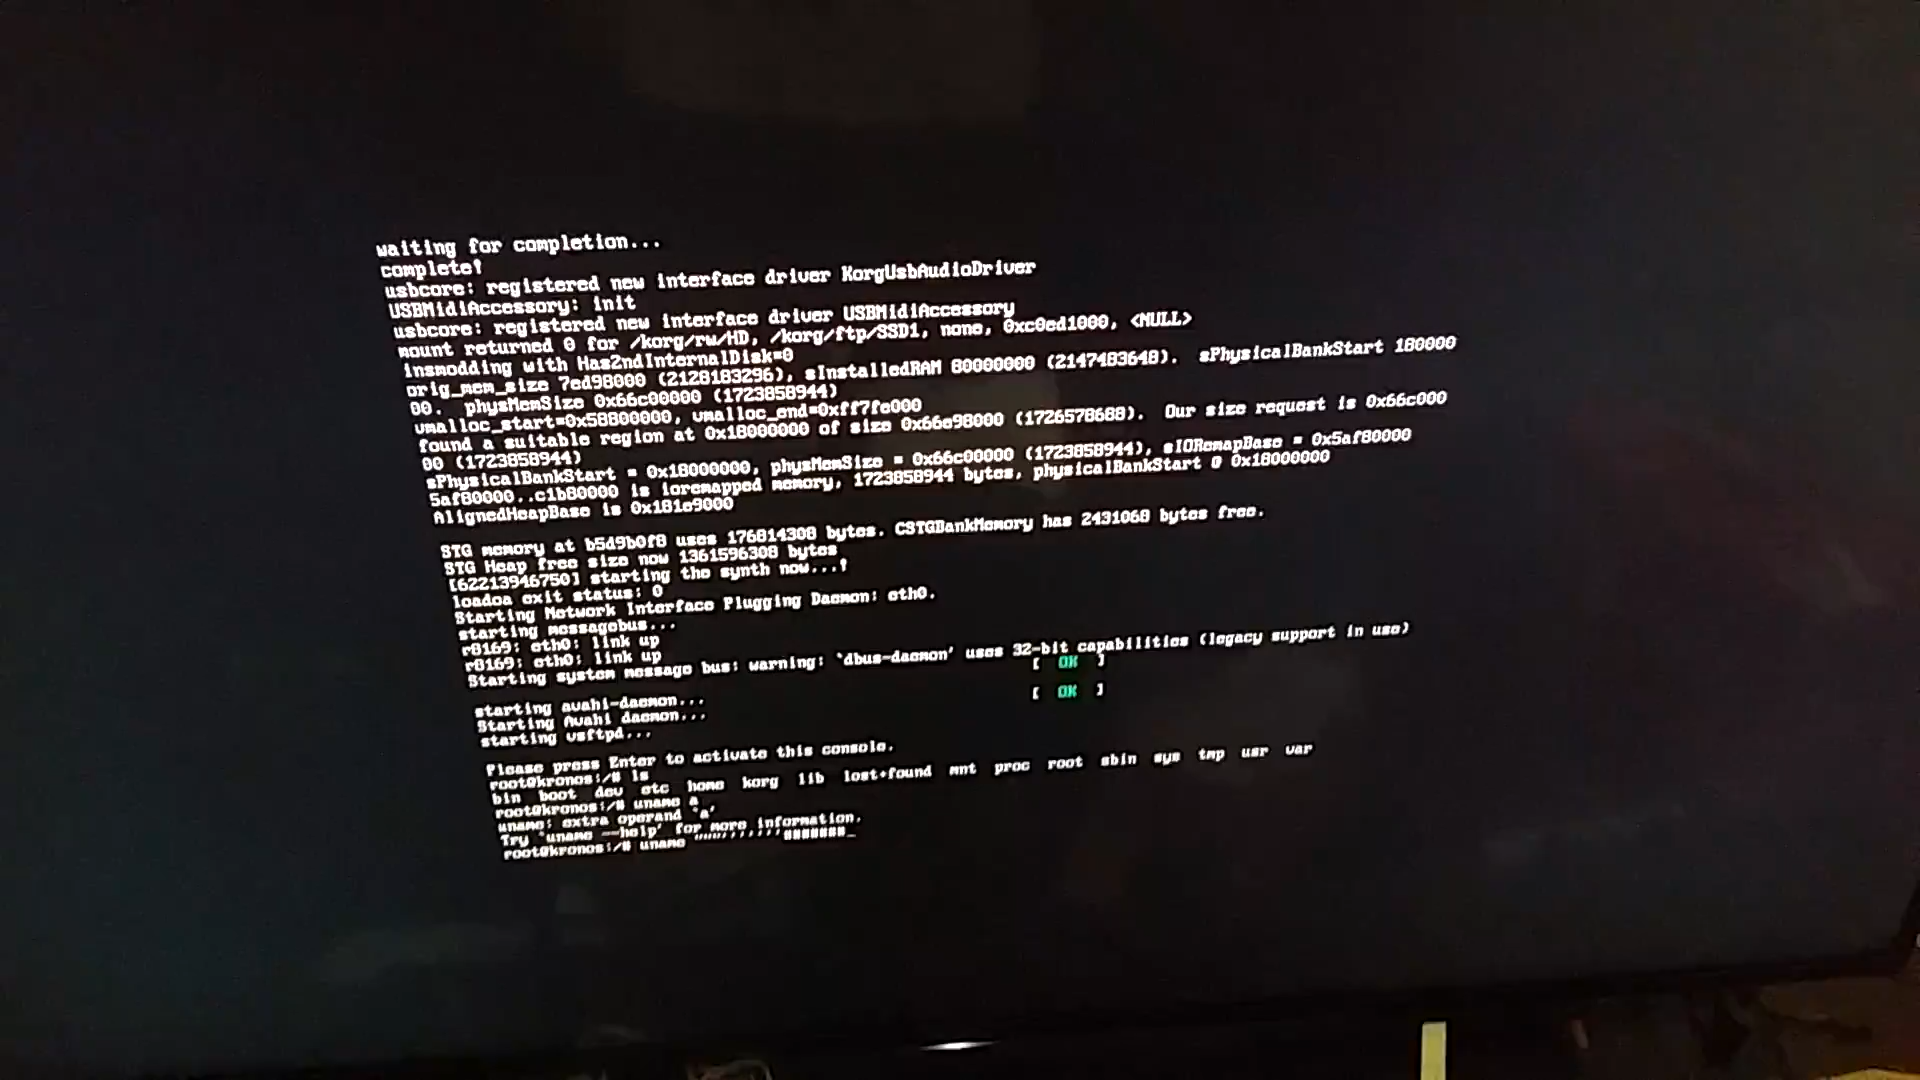 waiting for completion...
complete!
usbcore: registered new interface driver KorgUsbAudioDriver
USBMidiAccessory: init
usbcore: registered new interface driver USBMidiAccessory
mount returned 0 for /korg/rw/HD, /korg/ftp/SSD1, none, 0xc0ed1000, <NULL>
insmodding with Has2ndInternalDisk=0
orig_mem_size 7ed98000 (2128183296), sInstalledRAM 80000000 (2147483648).  sPhysicalBankStart 180000
00.  physMemSize 0x66c00000 (1723858944)
vmalloc_start=0x58800000, vmalloc_end=0xff7fe000
found a suitable region at 0x18000000 of size 0x66e98000 (1726578688).  Our size request is 0x66c000
00 (1723858944)
sPhysicalBankStart = 0x18000000, physMemSize = 0x66c00000 (1723858944), sIORemapBase = 0x5af80000
5af80000..c1b80000 is ioremapped memory, 1723858944 bytes, physicalBankStart @ 0x18000000
AlignedHeapBase is 0x181e9000
STG memory at b5d9b0f8 uses 176814308 bytes. CSTGBankMemory has 2431068 bytes free.
STG Heap free size now 1361596308 bytes
[62213946750] starting the synth now...!
loadoa exit status: 0
Starting Network Interface Plugging Daemon: eth0.
starting messagebus...
r8169: eth0: link up
r8169: eth0: link up
Starting system message bus: warning: `dbus-daemon' uses 32-bit capabilities (legacy support in use)
[  OK  ]
starting avahi-daemon...
Starting Avahi daemon... [  OK  ]
starting vsftpd...
Please press Enter to activate this console.
root@kronos:/# ls
bin  boot  dev  etc  home  korg  lib  lost+found  mnt  proc  root  sbin  sys  tmp  usr  var
root@kronos:/# uname a
uname: extra operand `a'
Try `uname --help' for more information.
root@kronos:/# uname